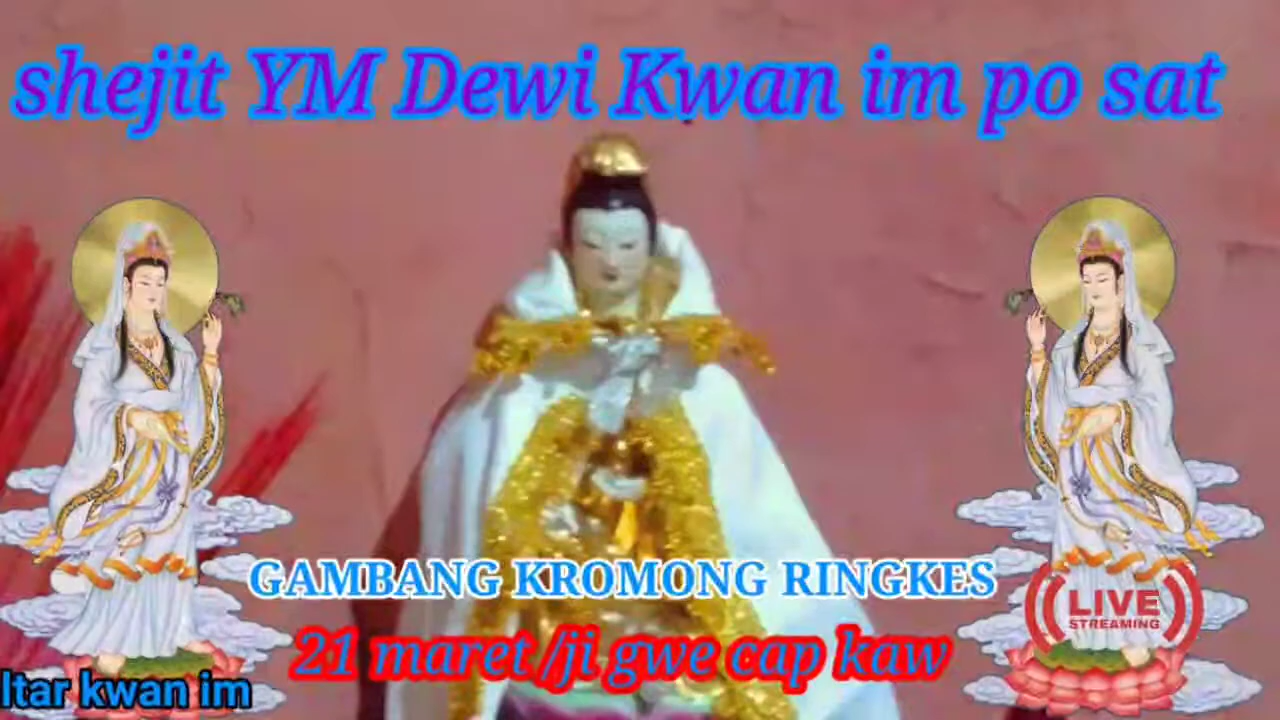 shejit YM Dewi Kwan im po sat
GAMBANG KROMONG RINGKES
LIVE
STREAMING
21 maret /ji gwe cap kaw
ltar kwan im